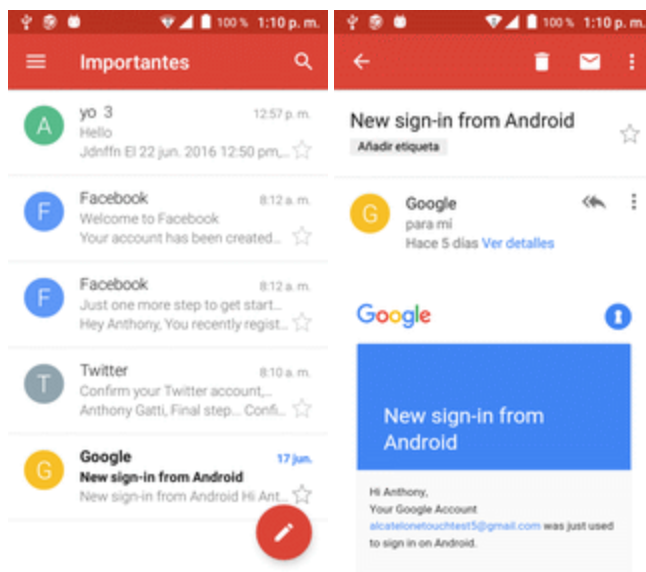 100 % 1:10 p. m.
Importantes
A
yo 3
12:57 p. m.
Hello
Jdnffn El 22 jun. 2016 12:50 pm,...
F
Facebook
8:12 a. m.
Welcome to Facebook
Your account has been created...
F
Facebook
8:12 a. m.
Just one more step to get start...
Hey Anthony, You recently regist...
T
Twitter
8:10 a. m.
Confirm your Twitter account,...
Anthony Gatti, Final step... Confi...
G
Google
17 jun.
New sign-in from Android
New sign-in from Android Hi Ant...
100 % 1:10 p. m.
New sign-in from Android
Añadir etiqueta
G
Google
para mí
Hace 5 días Ver detalles
Google
New sign-in from
Android
Hi Anthony,
Your Google Account
alcatelonetouchtest5@gmail.com was just used
to sign in on Android.